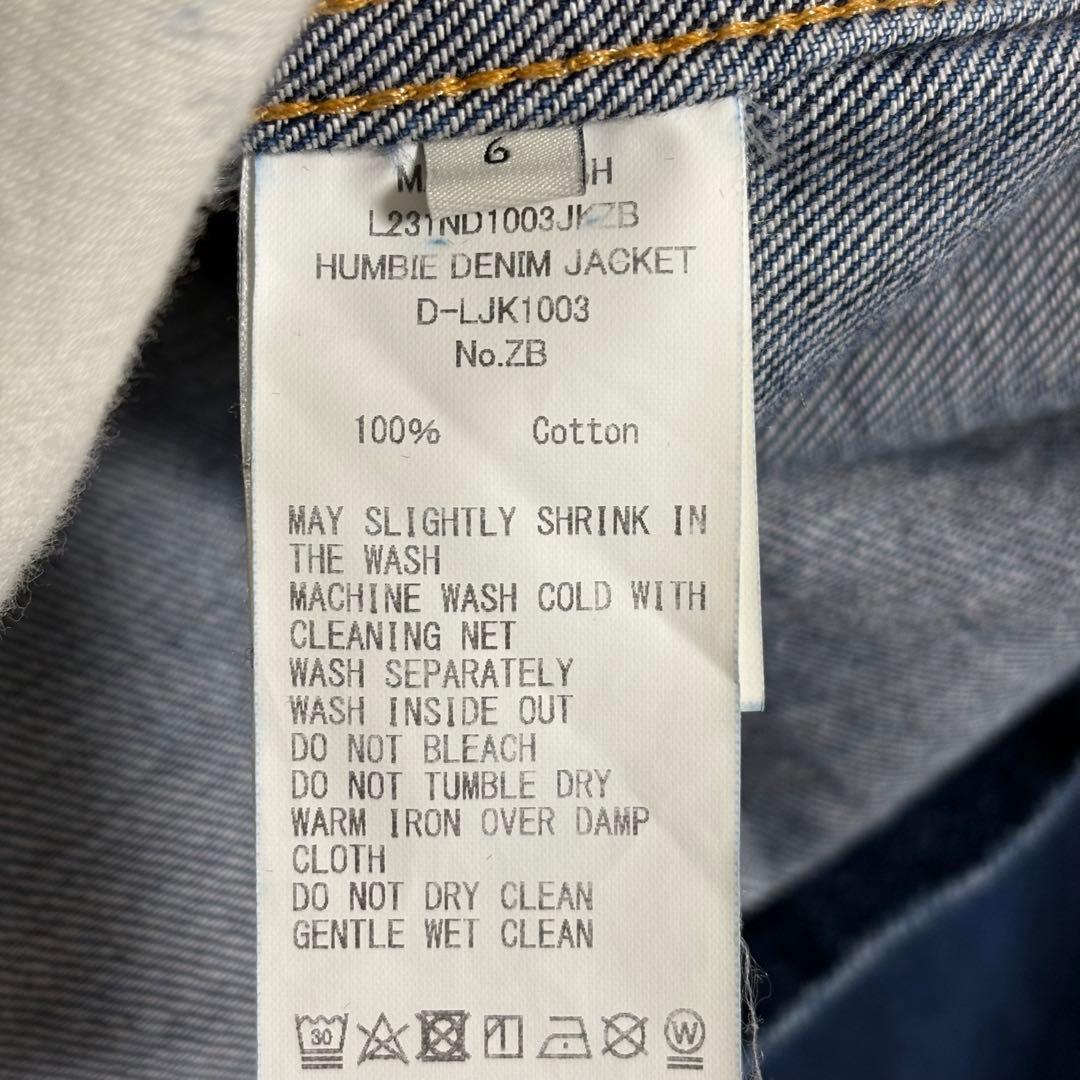 6
L231ND1003JKZB
HUMBIE DENIM JACKET
D-LJK1003
No.ZB
100% Cotton
MAY SLIGHTLY SHRINK IN
THE WASH
MACHINE WASH COLD WITH
CLEANING NET
WASH SEPARATELY
WASH INSIDE OUT
DO NOT BLEACH
DO NOT TUMBLE DRY
WARM IRON OVER DAMP
CLOTH
DO NOT DRY CLEAN
GENTLE WET CLEAN
30
W